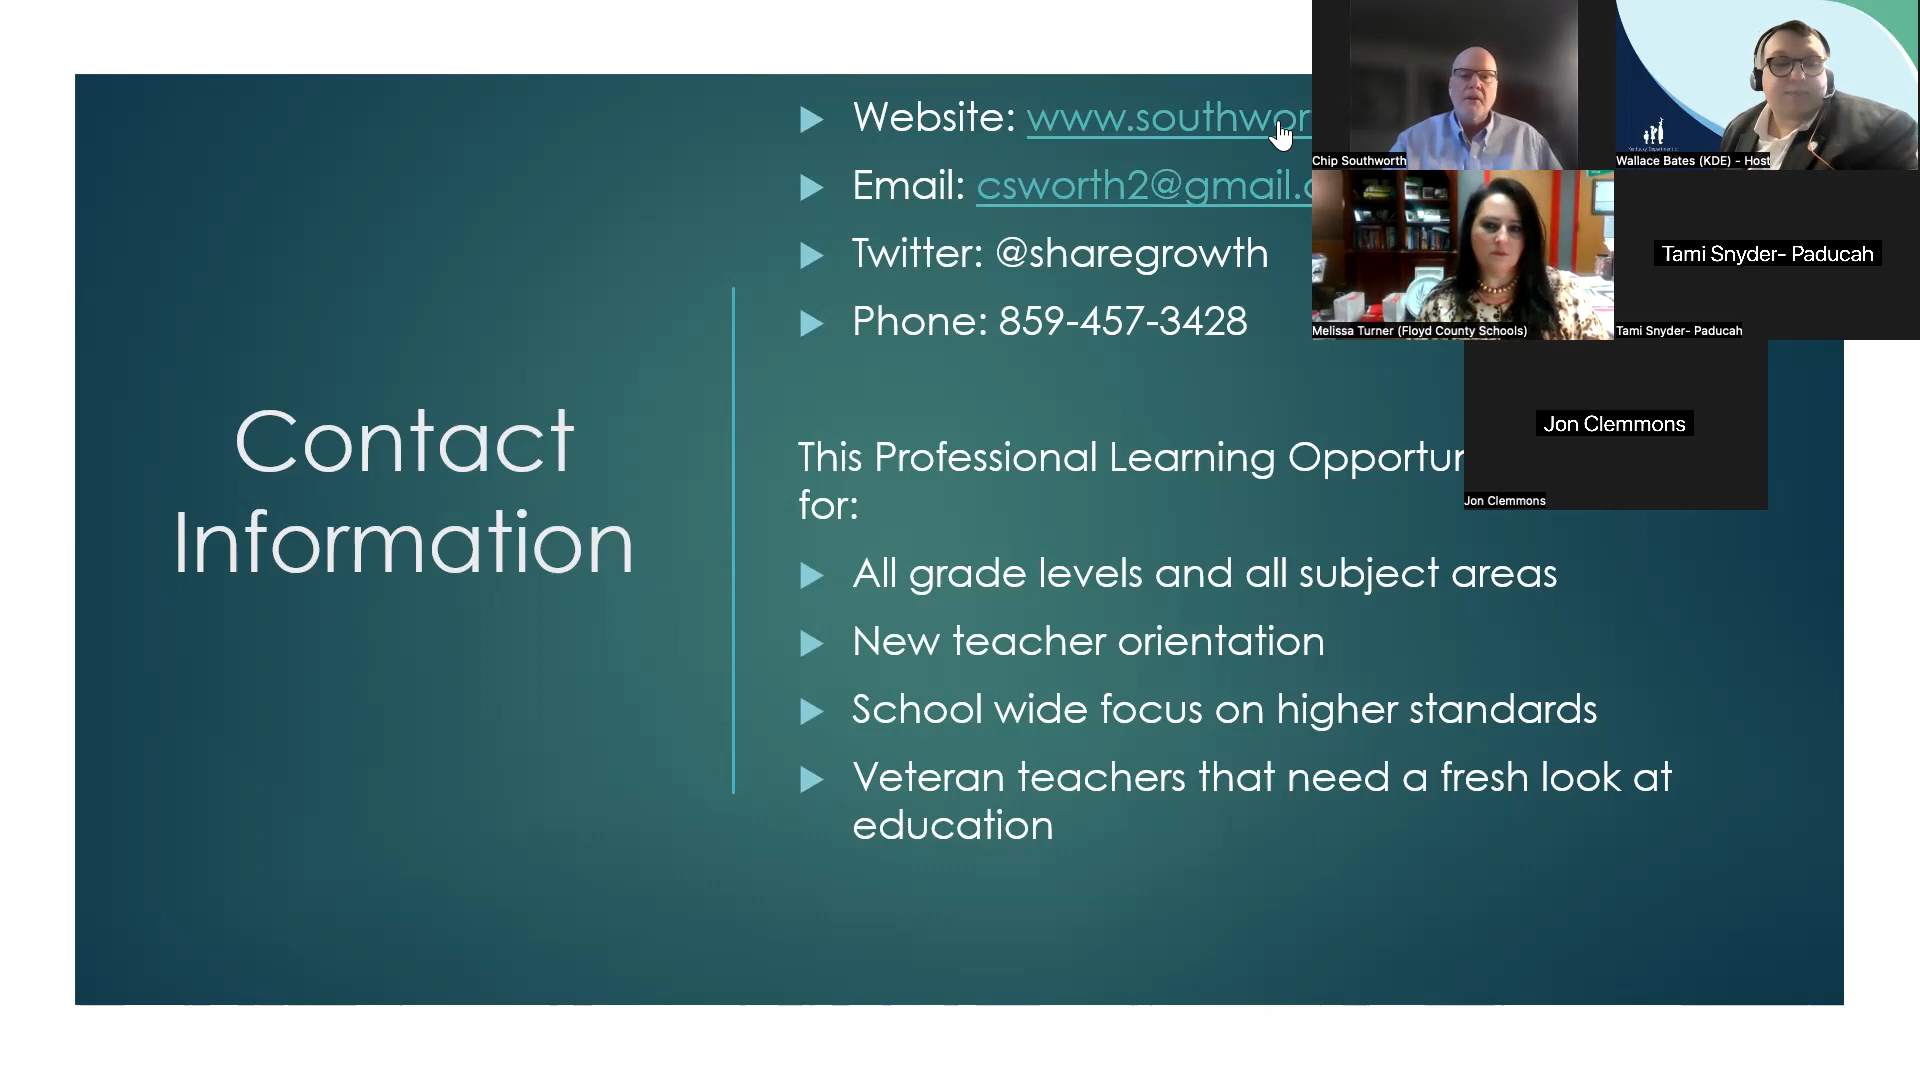 Website: www.southwor
Email: csworth2@gmail.
Twitter: @sharegrowth
Phone: 859-457-3428
Contact
Information
This Professional Learning Opportun
for:
All grade levels and all subject areas
New teacher orientation
School wide focus on higher standards
Veteran teachers that need a fresh look at
education
Chip Southworth
Wallace Bates (KDE) - Host
Melissa Turner (Floyd County Schools)
Tami Snyder- Paducah
Tami Snyder- Paducah
Jon Clemmons
Jon Clemmons